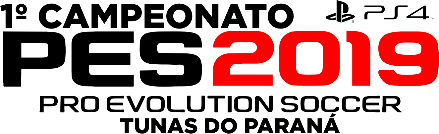 1º CAMPEONATO PS4
PES2019
PRO EVOLUTION SOCCER
TUNAS DO PARANÁ